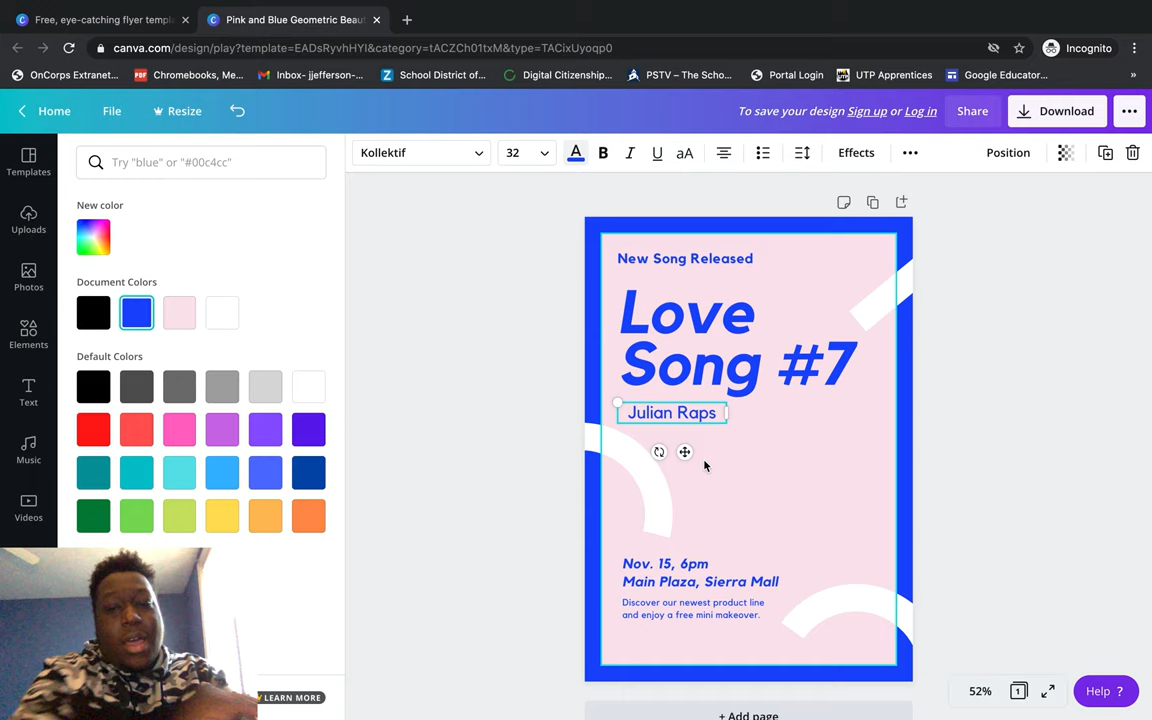 Free, eye-catching flyer templa
Pink and Blue Geometric Beaut
canva.com/design/play?template=EADsRyvhHYI&category=tACZCh01txM&type=TACixUyoqp0
Incognito
OnCorps Extranet...
Chromebooks, Me...
Inbox- jjefferson-...
School District of...
Digital Citizenship...
PSTV – The Scho...
Portal Login
UTP Apprentices
Google Educator...
»
Home
File
Resize
To save your design Sign up or Log in
Share
Download
Templates
Uploads
Photos
Elements
Text
Music
Videos
Try "blue" or "#00c4cc"
New color
Document Colors
Default Colors
LEARN MORE
Kollektif
32
A
B
I
U
aA
Effects
Position
New Song Released
Love
Song #7
Julian Raps
Nov. 15, 6pm
Main Plaza, Sierra Mall
Discover our newest product line
and enjoy a free mini makeover.
+ Add page
52%
1
Help ?